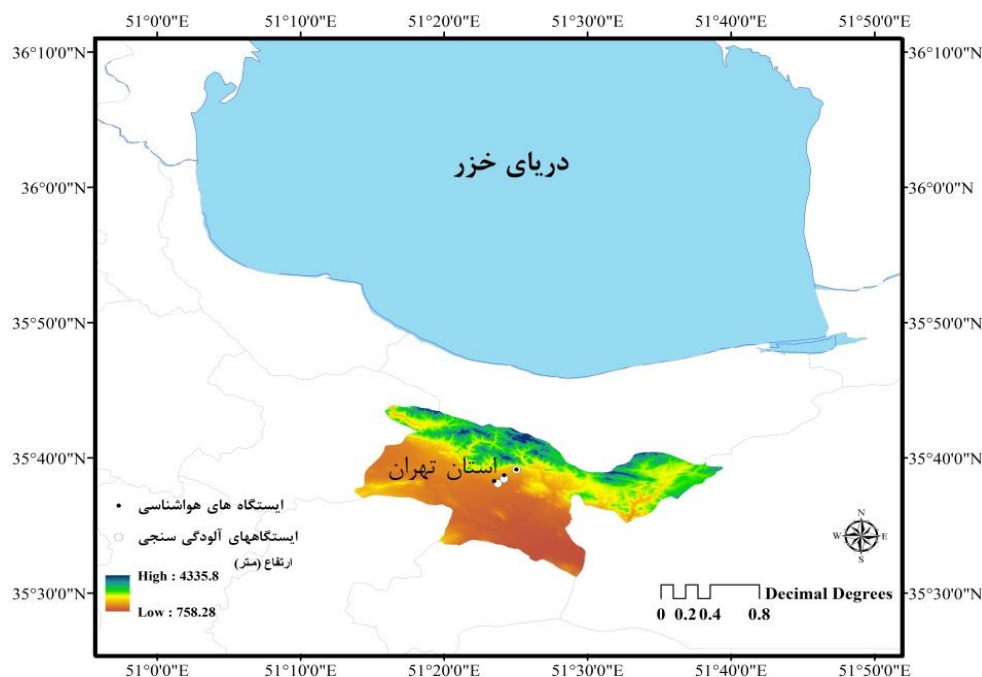 51°0'0"E 51°10'0"E 51°20'0"E 51°30'0"E 51°40'0"E 51°50'0"E
36°10'0"N 36°10'0"N
دریای خزر
36°0'0"N 36°0'0"N
35°50'0"N 35°50'0"N
35°40'0"N 35°40'0"N
استان تهران
ایستگاه های هواشناسی
ایستگاههای آلودگی سنجی
ارتفاع (متر)
High : 4335.8
Low : 758.28
N
W E
S
Decimal Degrees
0 0.2 0.4 0.8
35°30'0"N 35°30'0"N
51°0'0"E 51°10'0"E 51°20'0"E 51°30'0"E 51°40'0"E 51°50'0"E